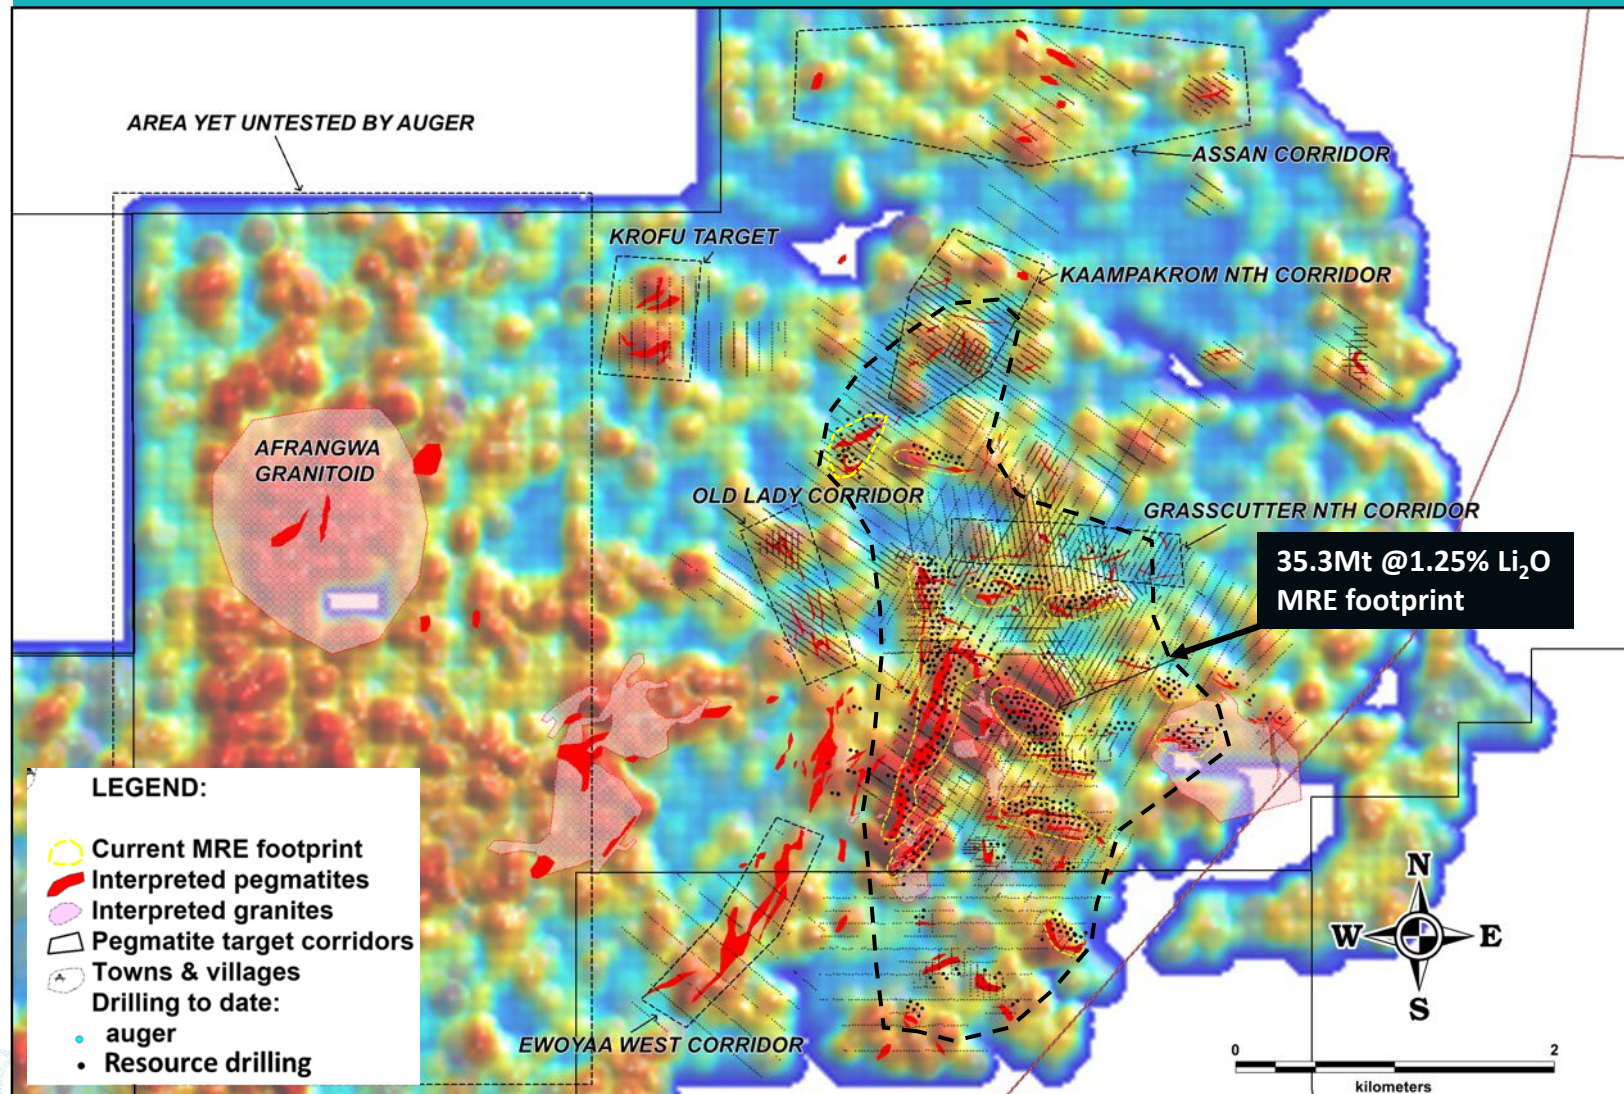 AREA YET UNTESTED BY AUGER
ASSAN CORRIDOR
KROFU TARGET
KAAMPAKROM NTH CORRIDOR
AFRANGWA
GRANITOID
OLD LADY CORRIDOR
GRASSCUTTER NTH CORRIDOR
35.3Mt @1.25% Li₂O
MRE footprint
LEGEND:
Current MRE footprint
Interpreted pegmatites
Interpreted granites
Pegmatite target corridors
Towns & villages
Drilling to date:
auger
Resource drilling
EWOYAA WEST CORRIDOR
N
W E
S
0 2
kilometers